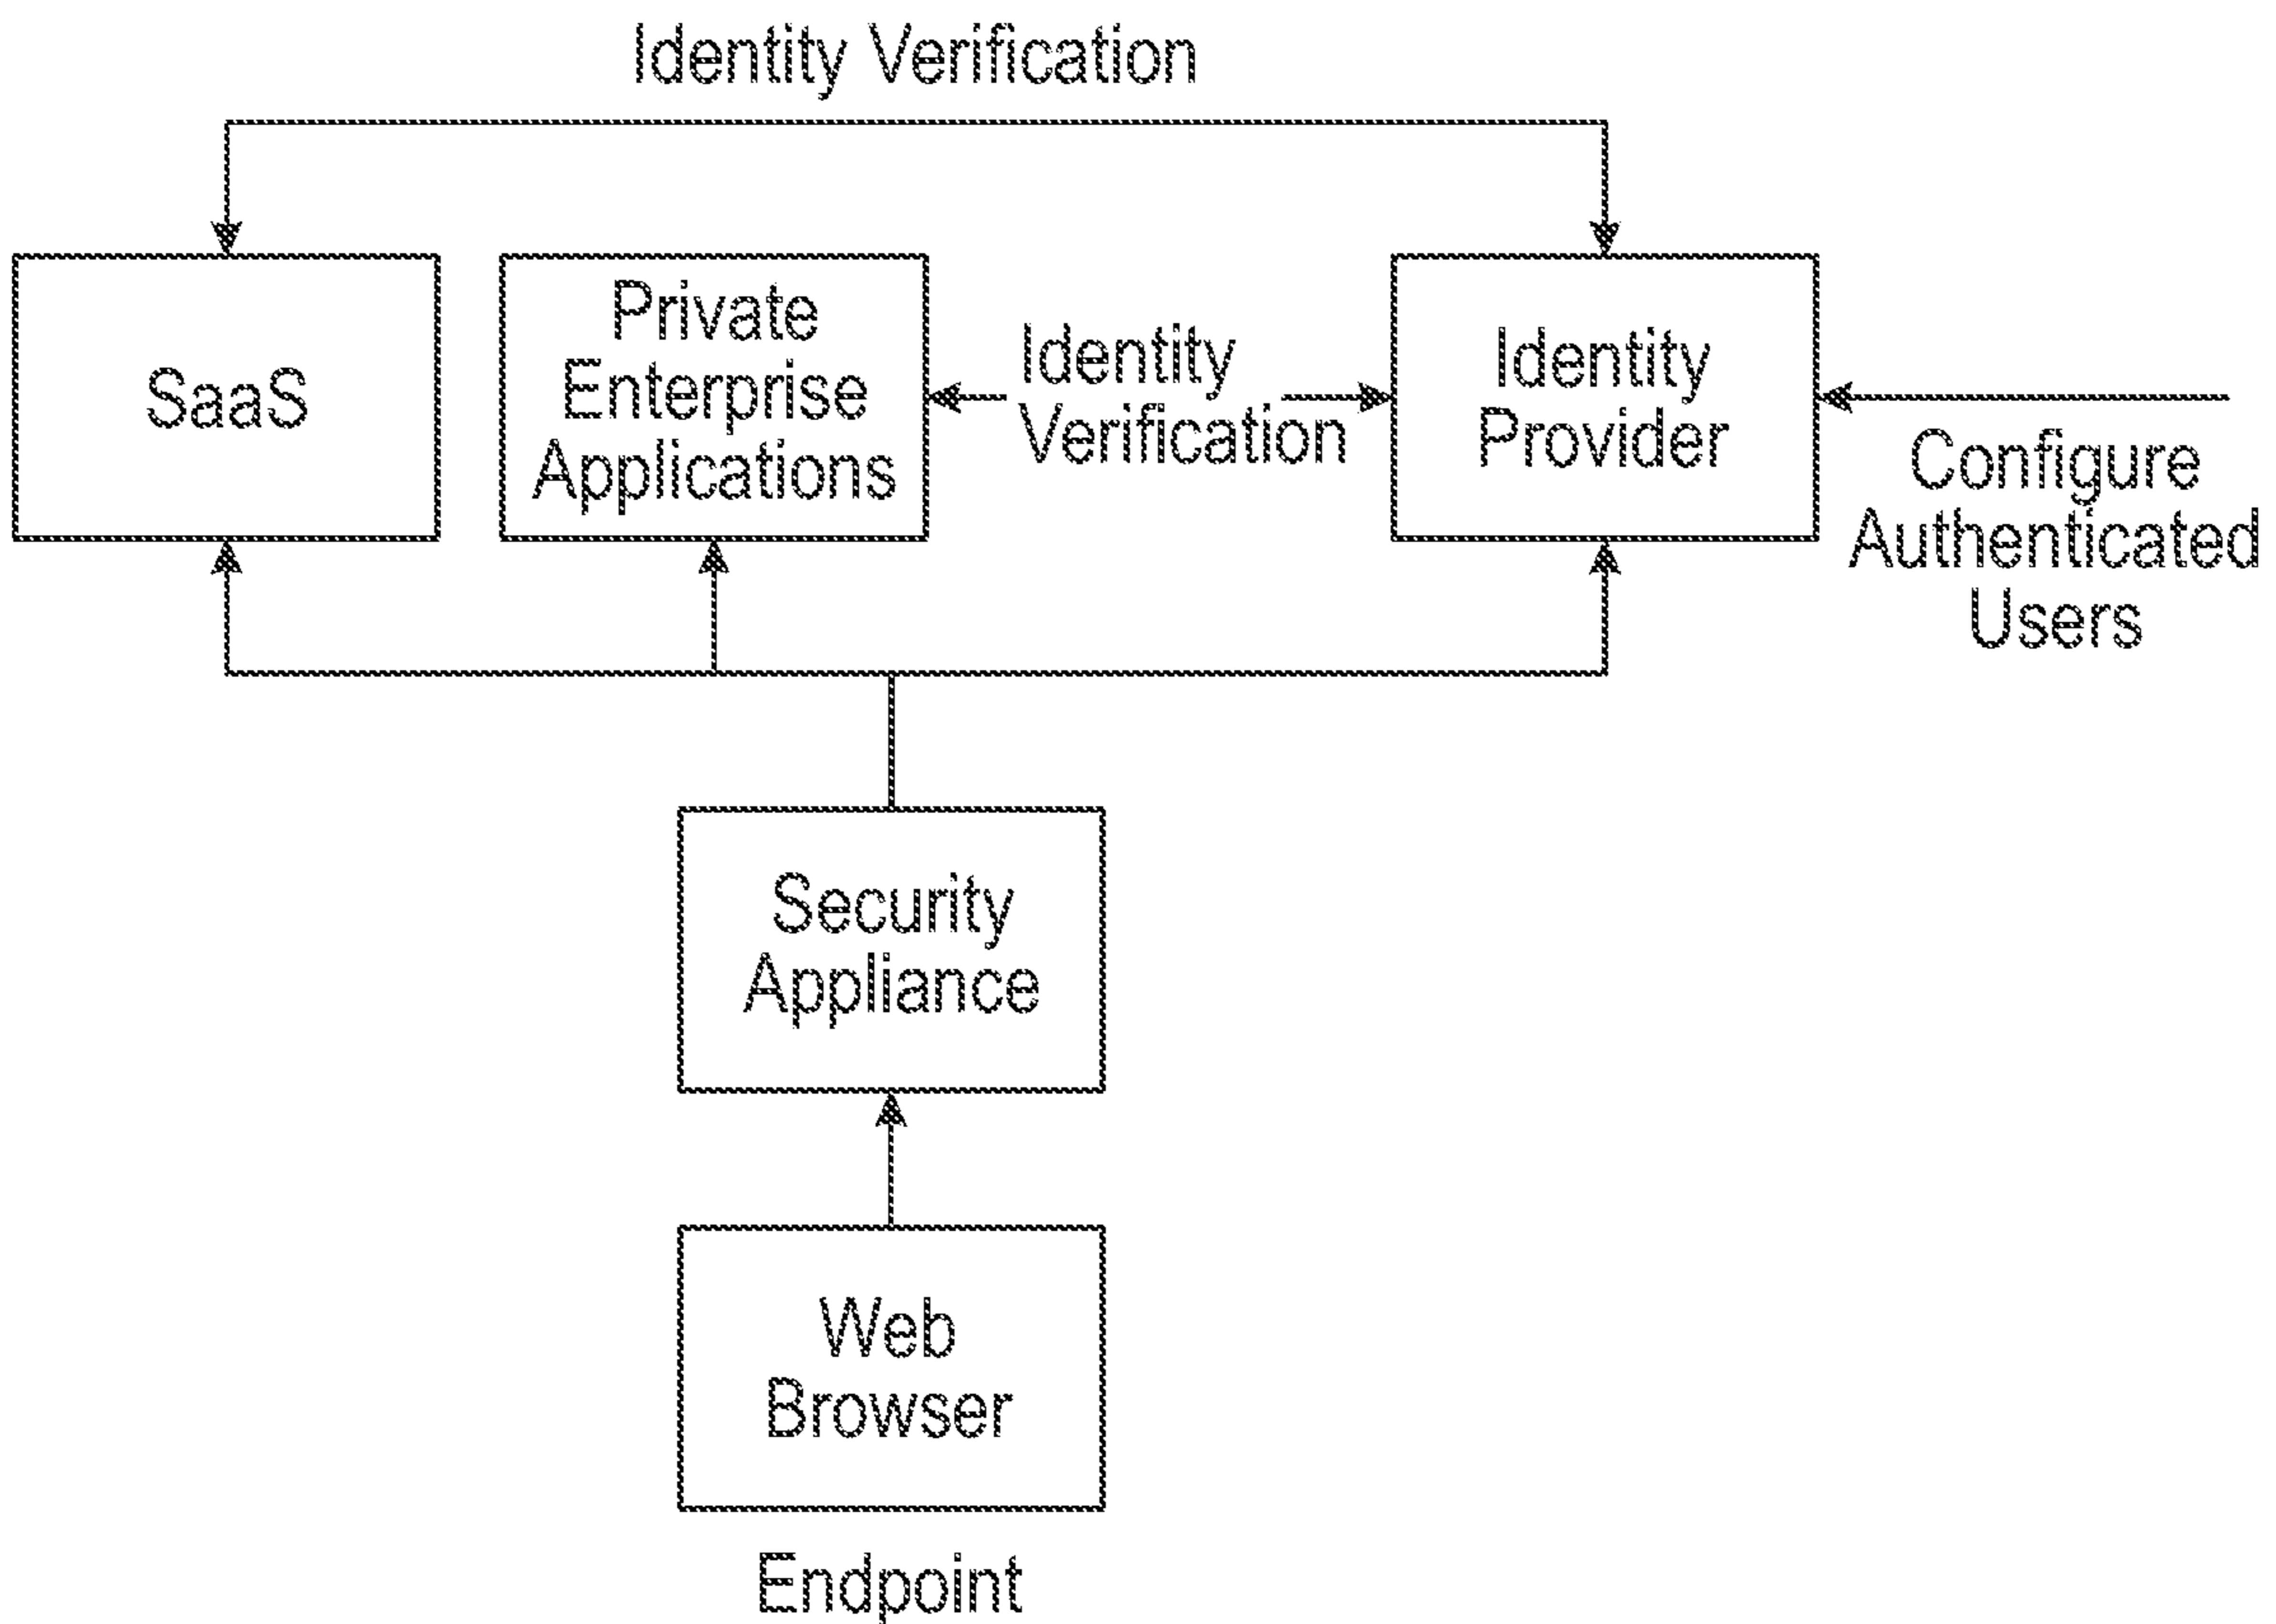 Identity Verification
SaaS
Private
Enterprise
Applications
Identity
Verification
Identity
Provider
Configure
Authenticated
Users
Security
Appliance
Web
Browser
Endpoint